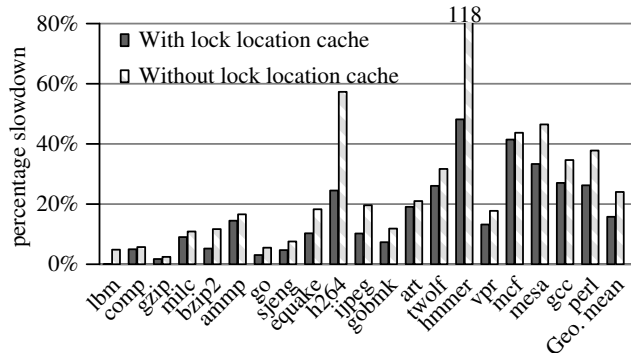 118
80%
60%
40%
20%
0%
percentage slowdown
With lock location cache
Without lock location cache
lbm
comp
gzip
milc
bzip2
ammp
go
sjeng
equake
h264
ijpeg
gobmk
art
twolf
hmmer
vpr
mcf
mesa
gcc
perl
Geo. mean